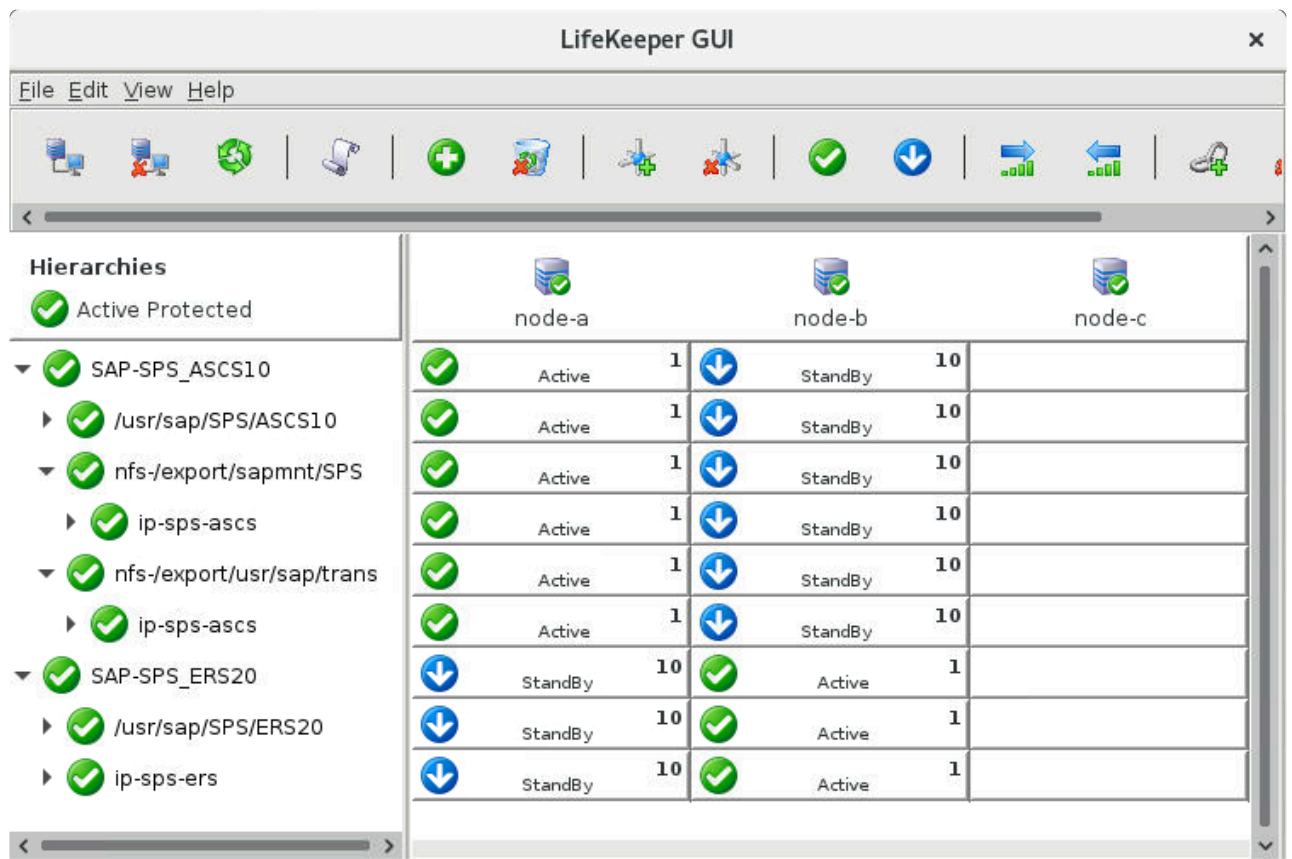 LifeKeeper GUI ×
File Edit View Help
Hierarchies
Active Protected
node-a node-b node-c
SAP-SPS_ASCS10 Active 1 StandBy 10
/usr/sap/SPS/ASCS10 Active 1 StandBy 10
nfs-/export/sapmnt/SPS Active 1 StandBy 10
ip-sps-ascs Active 1 StandBy 10
nfs-/export/usr/sap/trans Active 1 StandBy 10
ip-sps-ascs Active 1 StandBy 10
SAP-SPS_ERS20 StandBy 10 Active 1
/usr/sap/SPS/ERS20 StandBy 10 Active 1
ip-sps-ers StandBy 10 Active 1